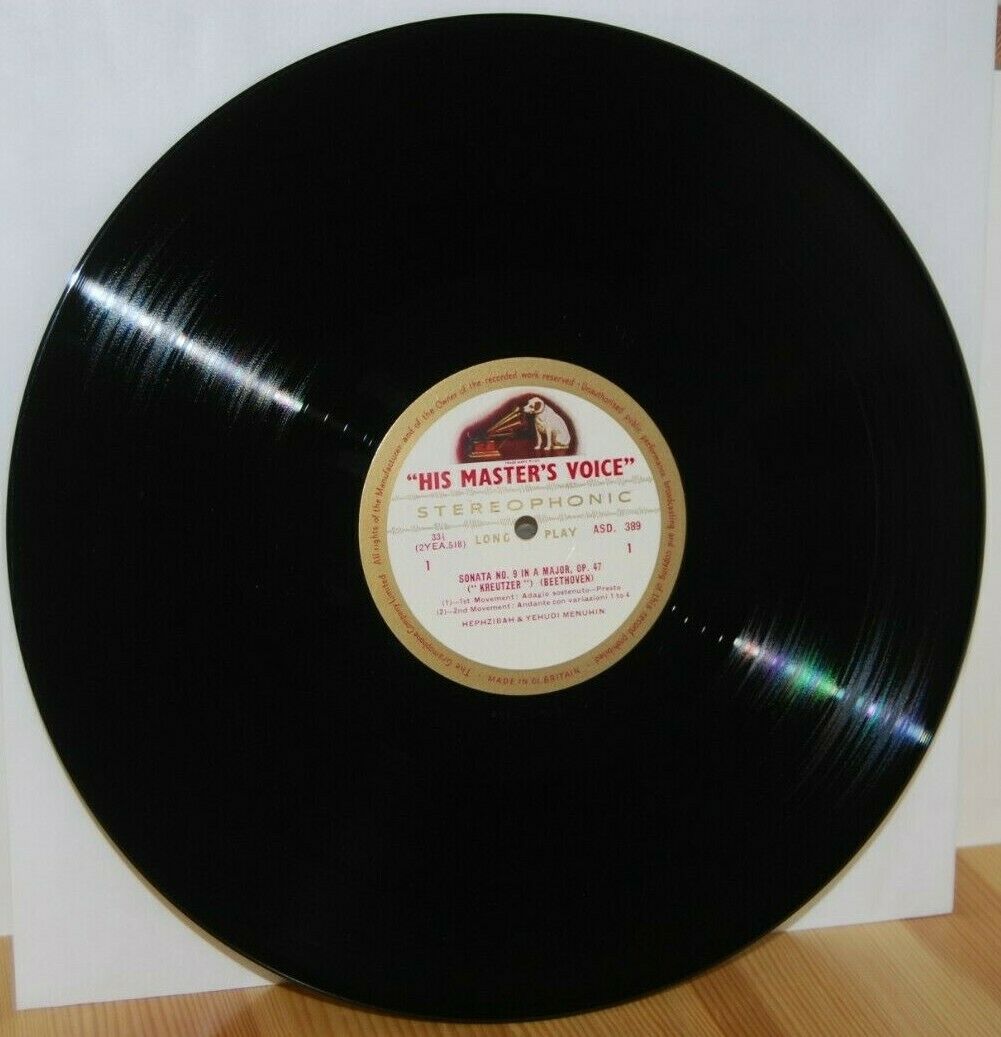 All rights of the Manufacturer and of the Owner of the recorded work reserved · Unauthorised public performance broadcasting and copying of this record prohibited
"HIS MASTER'S VOICE"
STEREOPHONIC
LONG PLAY
33⅓
(2YEA.518)
ASD. 389
1
1
SONATA NO. 9 IN A MAJOR, OP. 47
("KREUTZER") (BEETHOVEN)
(1)—1st Movement: Adagio sostenuto—Presto
(2)—2nd Movement: Andante con variazioni 1 to 4
HEPHZIBAH & YEHUDI MENUHIN
The Gramophone Company Limited.
MADE IN GT. BRITAIN